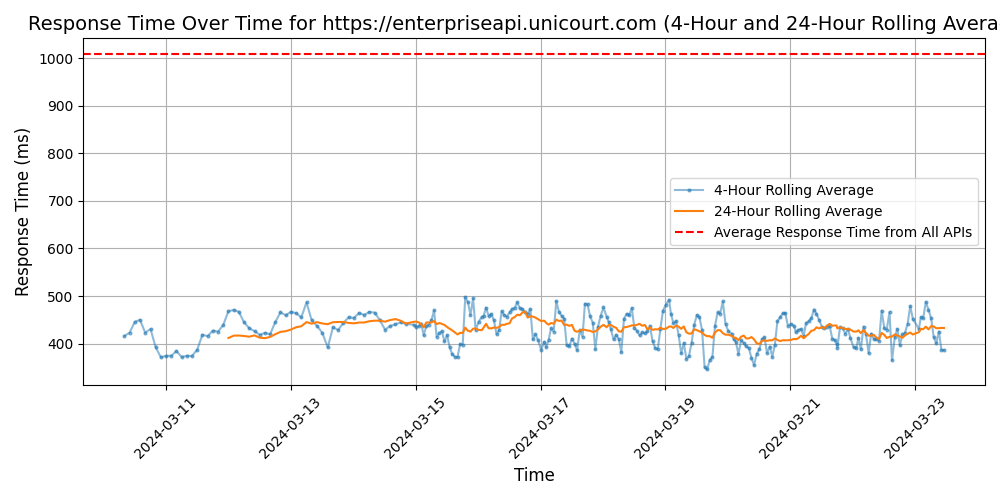 Response Time Over Time for https://enterpriseapi.unicourt.com (4-Hour and 24-Hour Rolling Avera
1000
900
800
700
600
500
400
Response Time (ms)
4-Hour Rolling Average
24-Hour Rolling Average
Average Response Time from All APIs
2024-03-11
2024-03-13
2024-03-15
2024-03-17
2024-03-19
2024-03-21
2024-03-23
Time